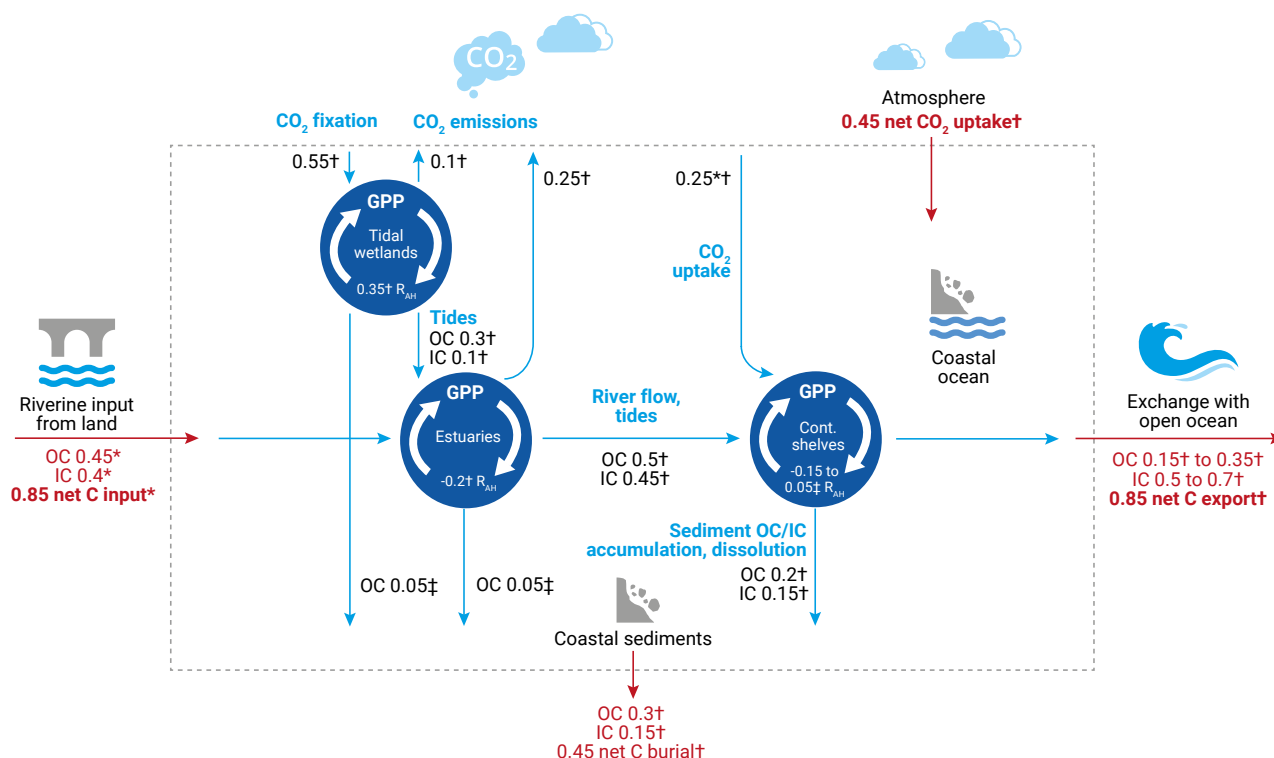 CO₂
Atmosphere
0.45 net CO₂ uptake†
CO₂ fixation
CO₂ emissions
0.55†
0.1†
0.25†
0.25*†
GPP
Tidal
wetlands
0.35† R_AH
CO₂
uptake
Tides
OC 0.3†
IC 0.1†
Coastal
ocean
Riverine input
from land
OC 0.45*
IC 0.4*
0.85 net C input*
GPP
Estuaries
-0.2† R_AH
River flow,
tides
OC 0.5†
IC 0.45†
GPP
Cont.
shelves
-0.15 to
0.05‡ R_AH
Exchange with
open ocean
OC 0.15† to 0.35†
IC 0.5 to 0.7†
0.85 net C export†
Sediment OC/IC
accumulation, dissolution
OC 0.2†
IC 0.15†
OC 0.05‡
OC 0.05‡
Coastal sediments
OC 0.3†
IC 0.15†
0.45 net C burial†